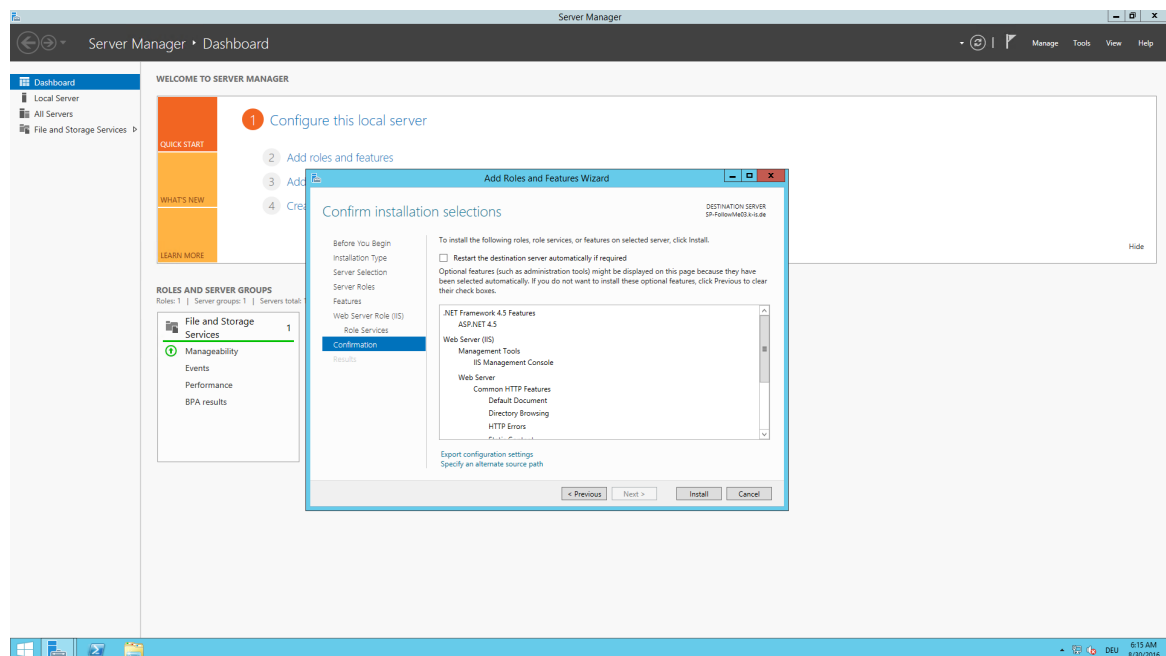 Server Manager
Server Manager • Dashboard
Manage Tools View Help
Dashboard
Local Server
All Servers
File and Storage Services
WELCOME TO SERVER MANAGER
QUICK START
WHAT'S NEW
LEARN MORE
1 Configure this local server
2 Add roles and features
3 Add
4 Cre
Hide
ROLES AND SERVER GROUPS
Roles: 1 | Server groups: 1 | Servers total: 1
File and Storage
Services
1
Manageability
Events
Performance
BPA results
Add Roles and Features Wizard
Confirm installation selections
DESTINATION SERVER
SP-FollowMe03.k-is.de
Before You Begin
Installation Type
Server Selection
Server Roles
Features
Web Server Role (IIS)
Role Services
Confirmation
Results
To install the following roles, role services, or features on selected server, click Install.
Restart the destination server automatically if required
Optional features (such as administration tools) might be displayed on this page because they have
been selected automatically. If you do not want to install these optional features, click Previous to clear
their check boxes.
.NET Framework 4.5 Features
ASP.NET 4.5
Web Server (IIS)
Management Tools
IIS Management Console
Web Server
Common HTTP Features
Default Document
Directory Browsing
HTTP Errors
Export configuration settings
Specify an alternate source path
< Previous
Next >
Install
Cancel
DEU
6:15 AM
8/30/2016